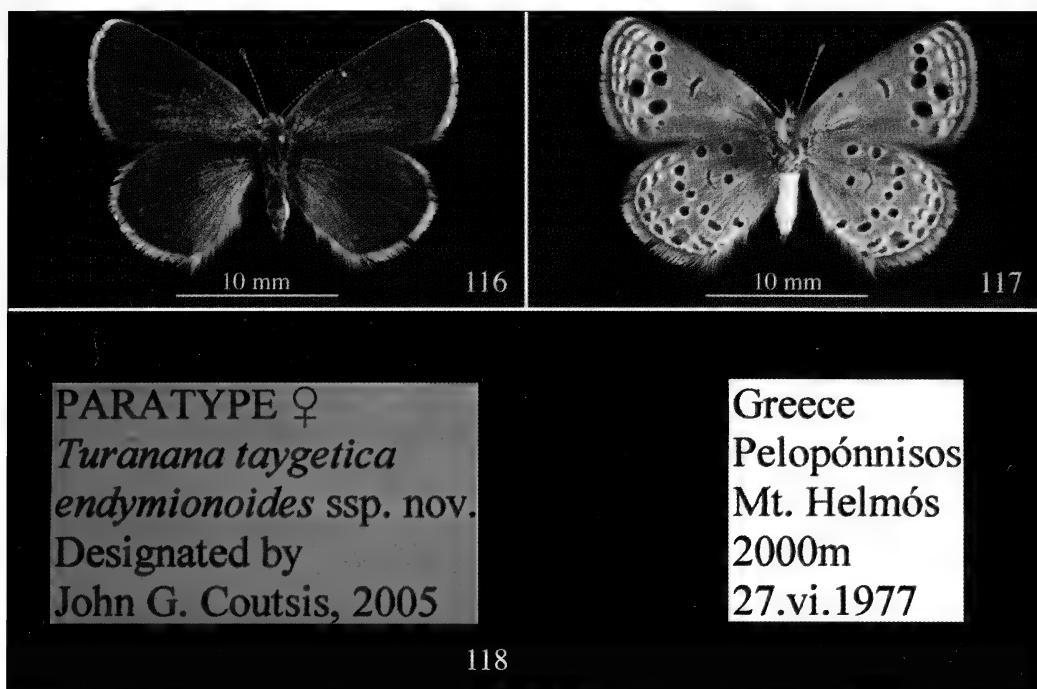 10 mm
116
10 mm
117
PARATYPE ♀
Turanana taygetica
endymionoides ssp. nov.
Designated by
John G. Coutsis, 2005
Greece
Pelopónnisos
Mt. Helmós
2000m
27.vi.1977
118